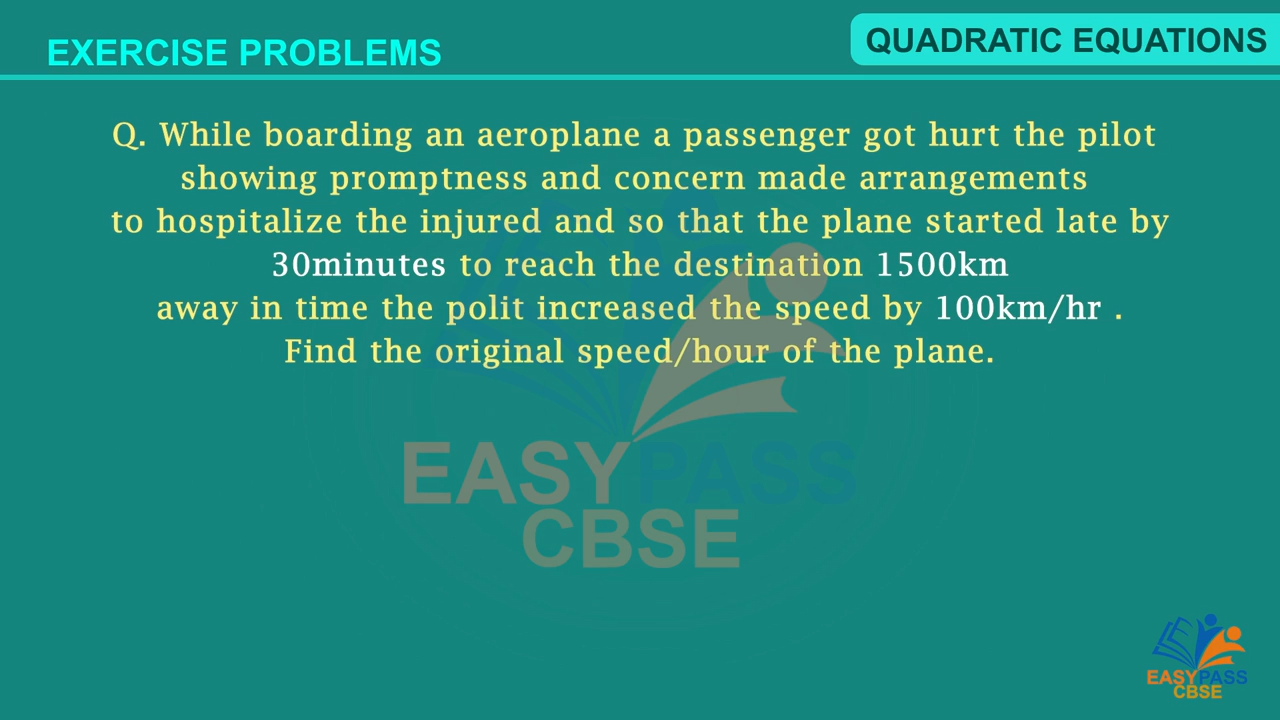 EXERCISE PROBLEMS
QUADRATIC EQUATIONS
Q. While boarding an aeroplane a passenger got hurt the pilot
showing promptness and concern made arrangements
to hospitalize the injured and so that the plane started late by
30minutes to reach the destination 1500km
away in time the polit increased the speed by 100km/hr .
Find the original speed/hour of the plane.
EASYPASS
CBSE
EASYPASS
CBSE